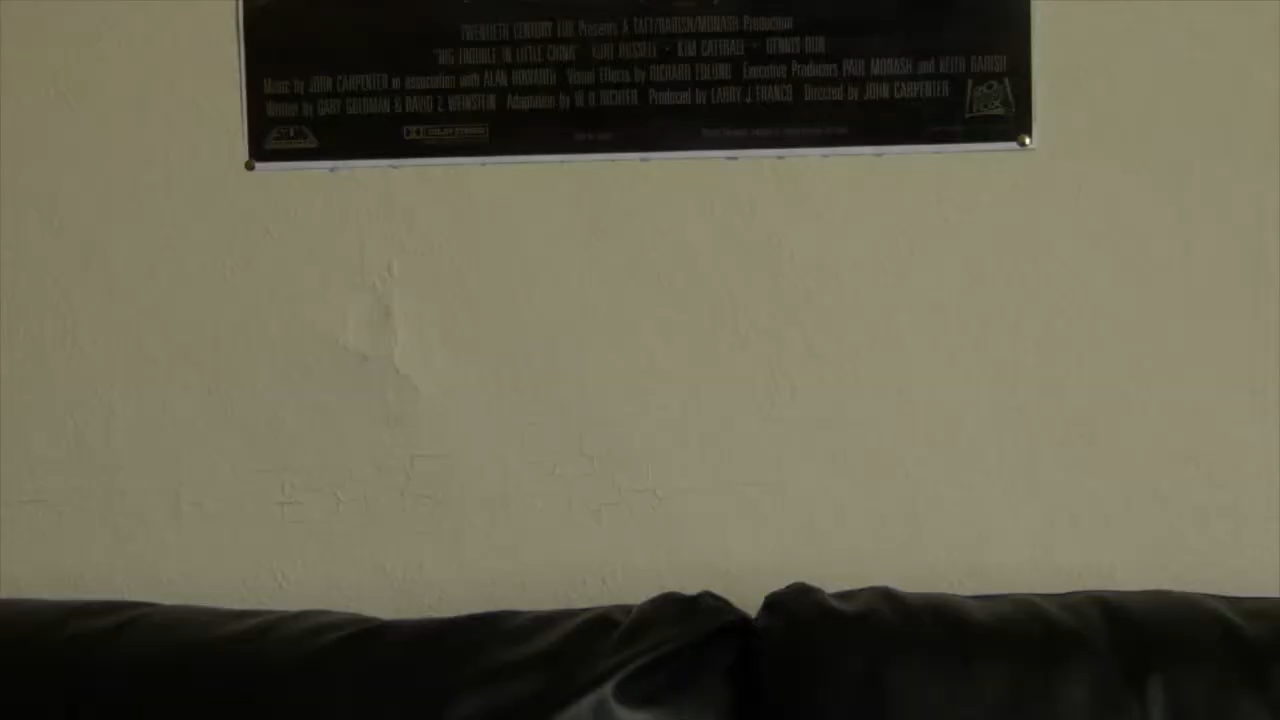 TWENTIETH CENTURY FOX Presents A TAFT/BARISH/MONASH Production
"BIG TROUBLE IN LITTLE CHINA" KURT RUSSELL • KIM CATTRALL • DENNIS DUN
Music by JOHN CARPENTER in association with ALAN HOWARTH Visual Effects by RICHARD EDLUND Executive Producers PAUL MONASH and KEITH BARISH
Written by GARY GOLDMAN & DAVID Z. WEINSTEIN Adaptation by W.D. RICHTER Produced by LARRY J. FRANCO Directed by JOHN CARPENTER
DOLBY STEREO